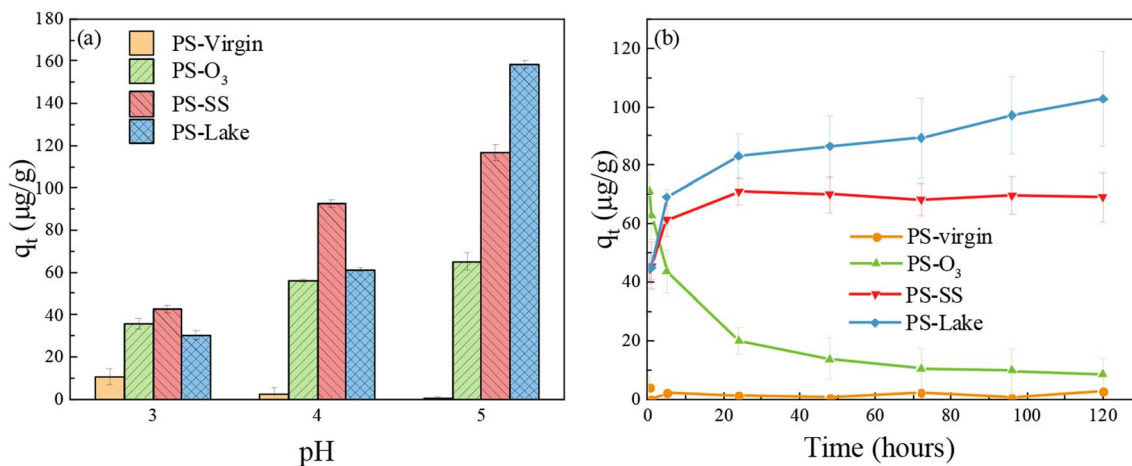 (a)
PS-Virgin
PS-O₃
PS-SS
PS-Lake
180
160
140
120
100
80
60
40
20
0
qₜ (µg/g)
3 4 5
pH
(b)
120
100
80
60
40
20
0
qₜ (µg/g)
PS-virgin
PS-O₃
PS-SS
PS-Lake
0 20 40 60 80 100 120
Time (hours)